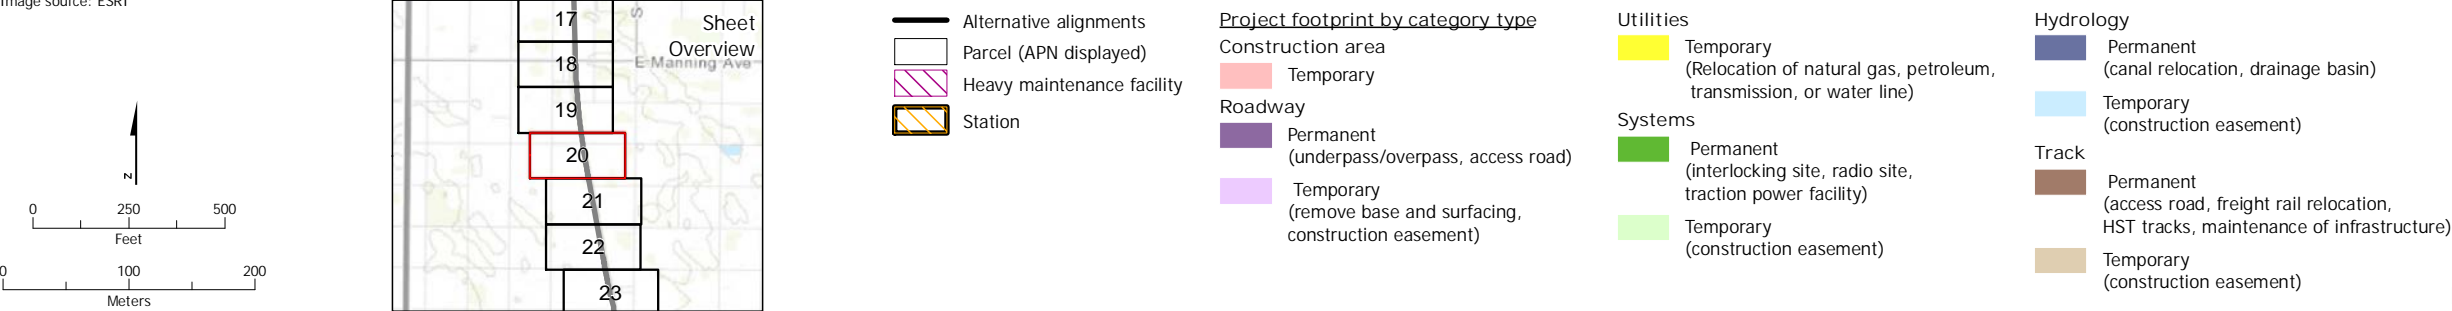 Image source: ESRI
N
0 250 500
Feet
0 100 200
Meters
Sheet
Overview
E Manning Ave
S
17
18
19
20
21
22
23
Alternative alignments
Parcel (APN displayed)
Heavy maintenance facility
Station
Project footprint by category type
Construction area
Temporary
Roadway
Permanent
(underpass/overpass, access road)
Temporary
(remove base and surfacing,
construction easement)
Utilities
Temporary
(Relocation of natural gas, petroleum,
transmission, or water line)
Systems
Permanent
(interlocking site, radio site,
traction power facility)
Temporary
(construction easement)
Hydrology
Permanent
(canal relocation, drainage basin)
Temporary
(construction easement)
Track
Permanent
(access road, freight rail relocation,
HST tracks, maintenance of infrastructure)
Temporary
(construction easement)